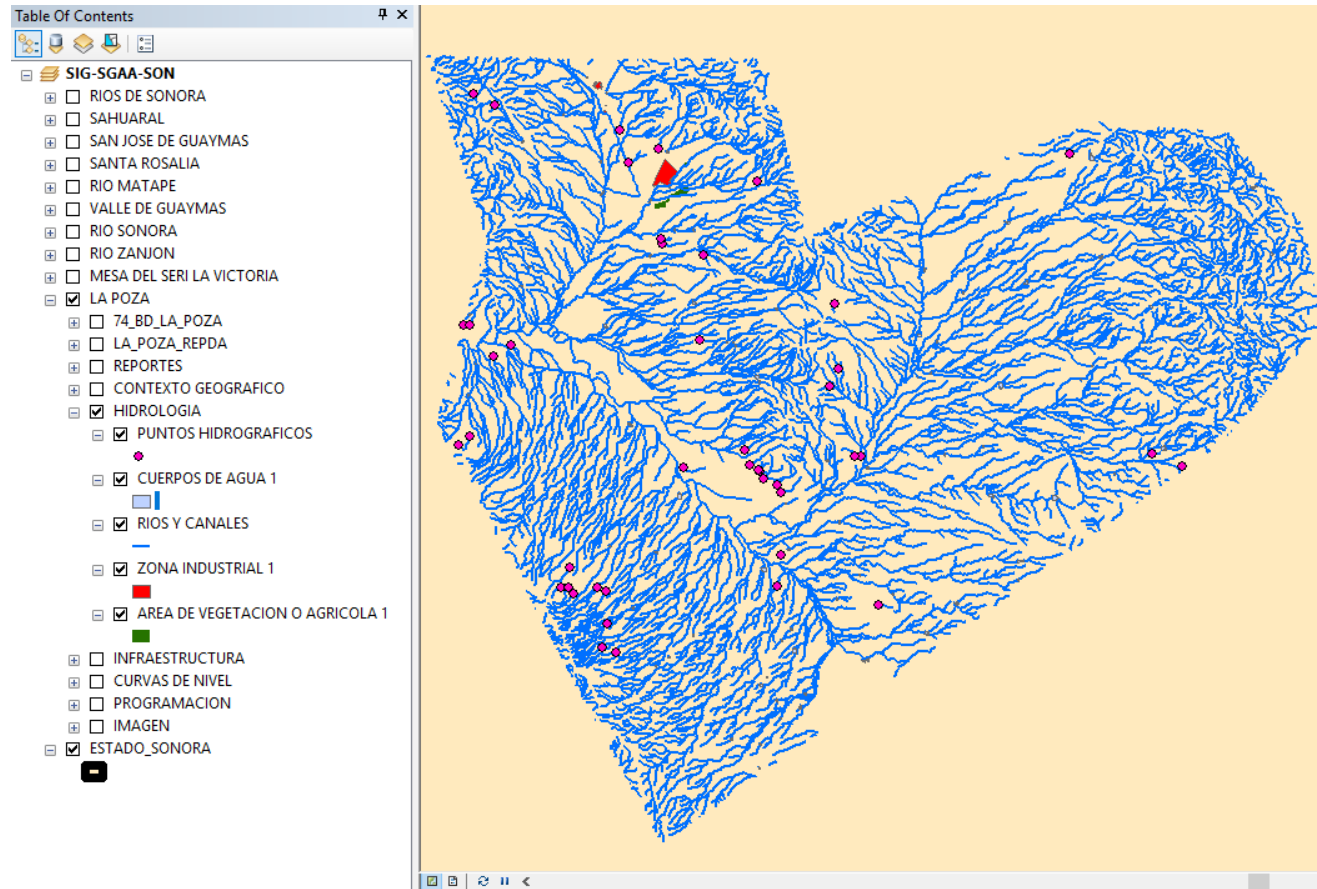 Table Of Contents
SIG-SGAA-SON
RIOS DE SONORA
SAHUARAL
SAN JOSE DE GUAYMAS
SANTA ROSALIA
RIO MATAPE
VALLE DE GUAYMAS
RIO SONORA
RIO ZANJON
MESA DEL SERI LA VICTORIA
LA POZA
74_BD_LA_POZA
LA_POZA_REPDA
REPORTES
CONTEXTO GEOGRAFICO
HIDROLOGIA
PUNTOS HIDROGRAFICOS
CUERPOS DE AGUA 1
RIOS Y CANALES
ZONA INDUSTRIAL 1
AREA DE VEGETACION O AGRICOLA 1
INFRAESTRUCTURA
CURVAS DE NIVEL
PROGRAMACION
IMAGEN
ESTADO_SONORA